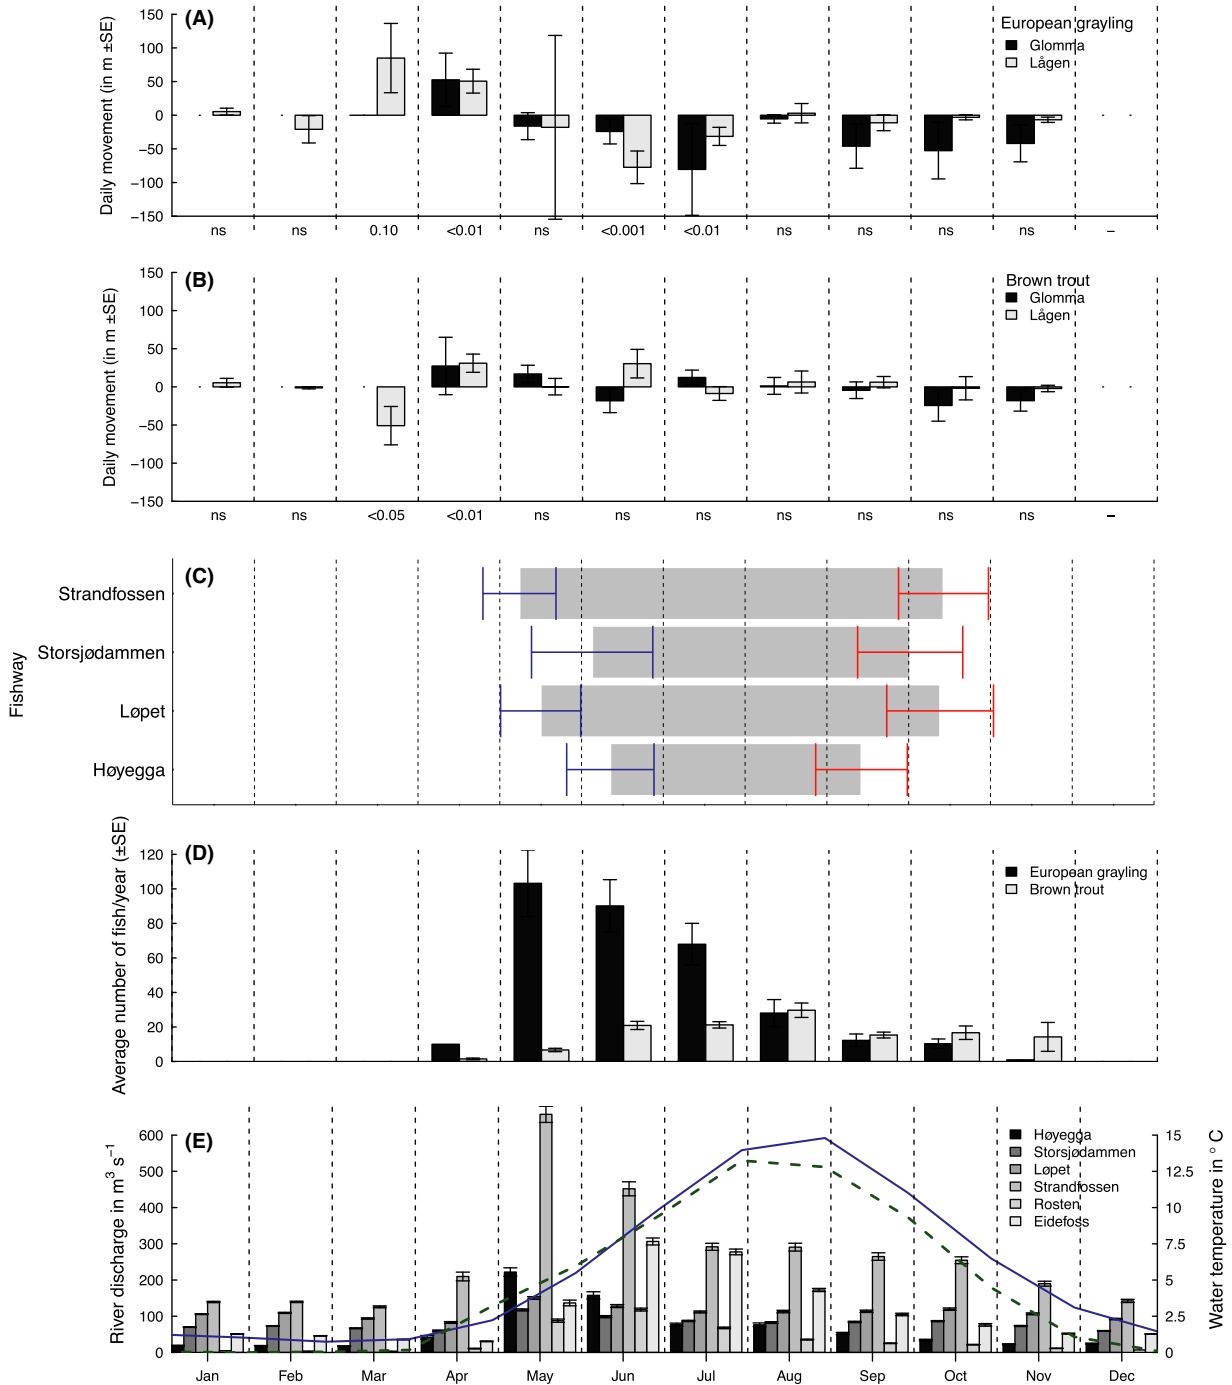 (A)
European grayling
Glomma
Lågen
Daily movement (in m ±SE)
150
100
50
0
−50
−100
−150
ns ns 0.10 <0.01 ns <0.001 <0.01 ns ns ns ns –
(B)
Brown trout
Glomma
Lågen
Daily movement (in m ±SE)
150
100
50
0
−50
−100
−150
ns ns <0.05 <0.01 ns ns ns ns ns ns ns –
(C)
Fishway
Strandfossen
Storsjødammen
Løpet
Høyegga
(D)
European grayling
Brown trout
Average number of fish/year (±SE)
120
100
80
60
40
20
0
(E)
Høyegga
Storsjødammen
Løpet
Strandfossen
Rosten
Eidefoss
River discharge in m³ s⁻¹
600
500
400
300
200
100
0
Water temperature in ° C
15
12.5
10
7.5
5
2.5
0
Jan Feb Mar Apr May Jun Jul Aug Sep Oct Nov Dec